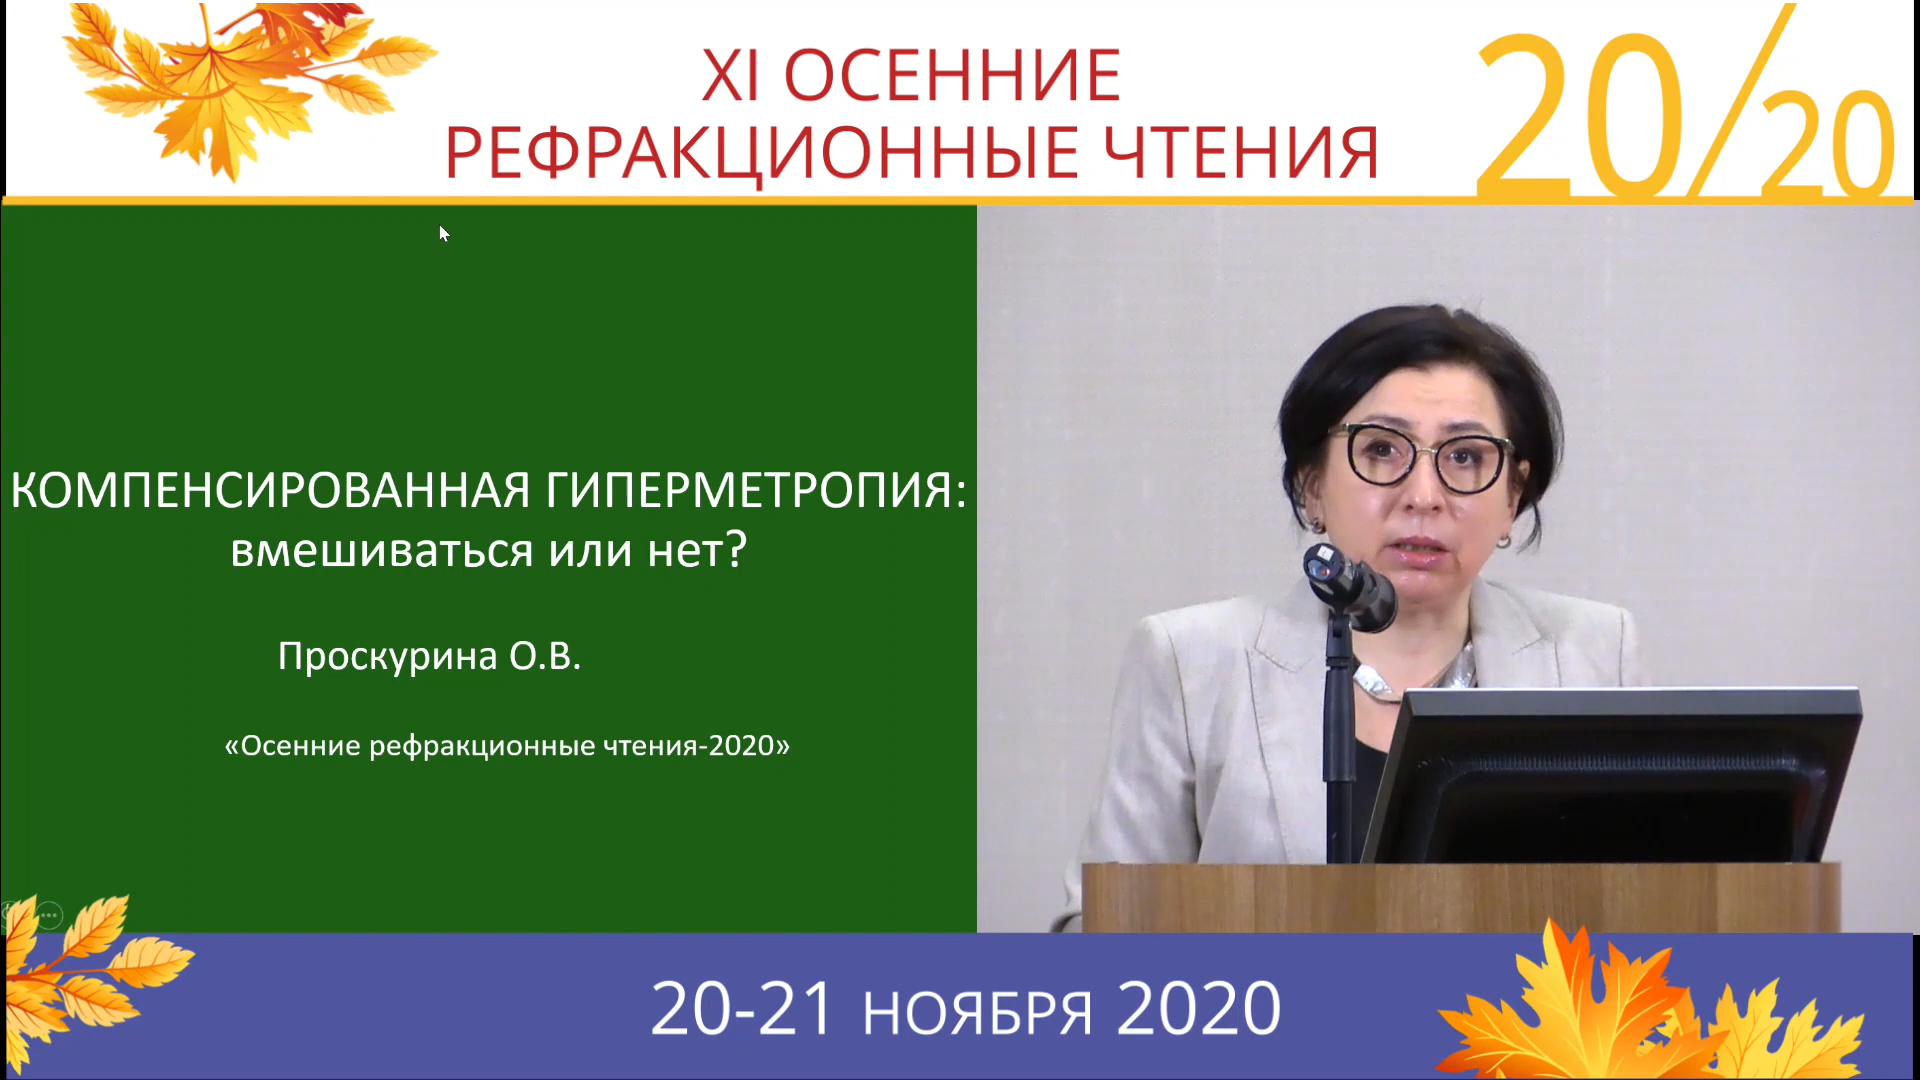 XI ОСЕННИЕ
РЕФРАКЦИОННЫЕ ЧТЕНИЯ
20/20
КОМПЕНСИРОВАННАЯ ГИПЕРМЕТРОПИЯ:
вмешиваться или нет?
Проскурина О.В.
«Осенние рефракционные чтения-2020»
20-21 НОЯБРЯ 2020